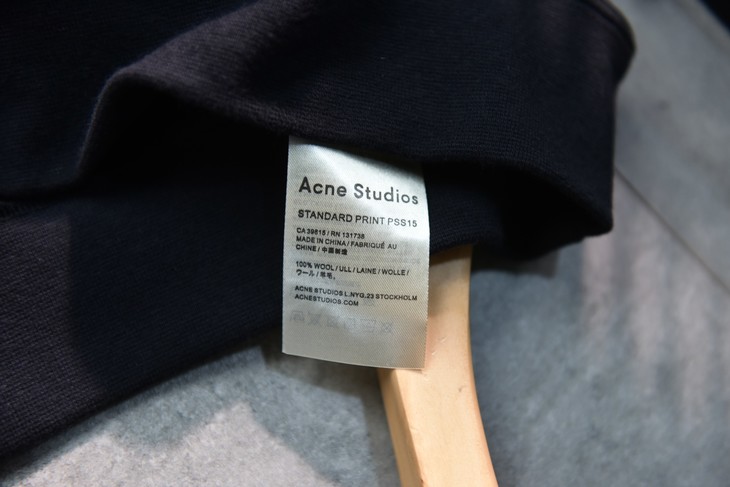 Acne Studios
STANDARD PRINT PSS15
CA 39815 / RN 131738
MADE IN CHINA / FABRIQUÉ AU
CHINE / 中国制造
100% WOOL / ULL / LAINE / WOLLE /
ウール / 羊毛.
ACNE STUDIOS L.NYG.23 STOCKHOLM
ACNESTUDIOS.COM